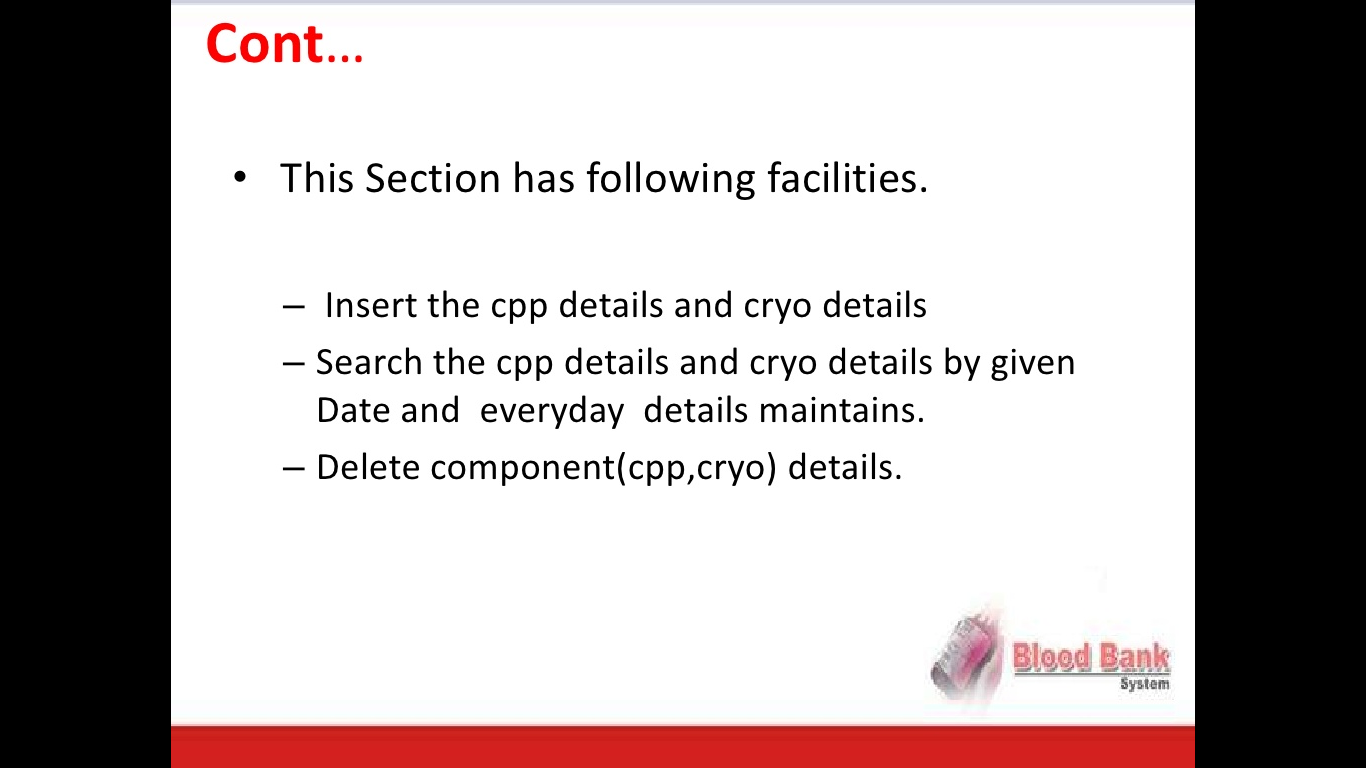 Cont...
• This Section has following facilities.
– Insert the cpp details and cryo details
– Search the cpp details and cryo details by given
Date and everyday details maintains.
– Delete component(cpp,cryo) details.
Blood Bank
System